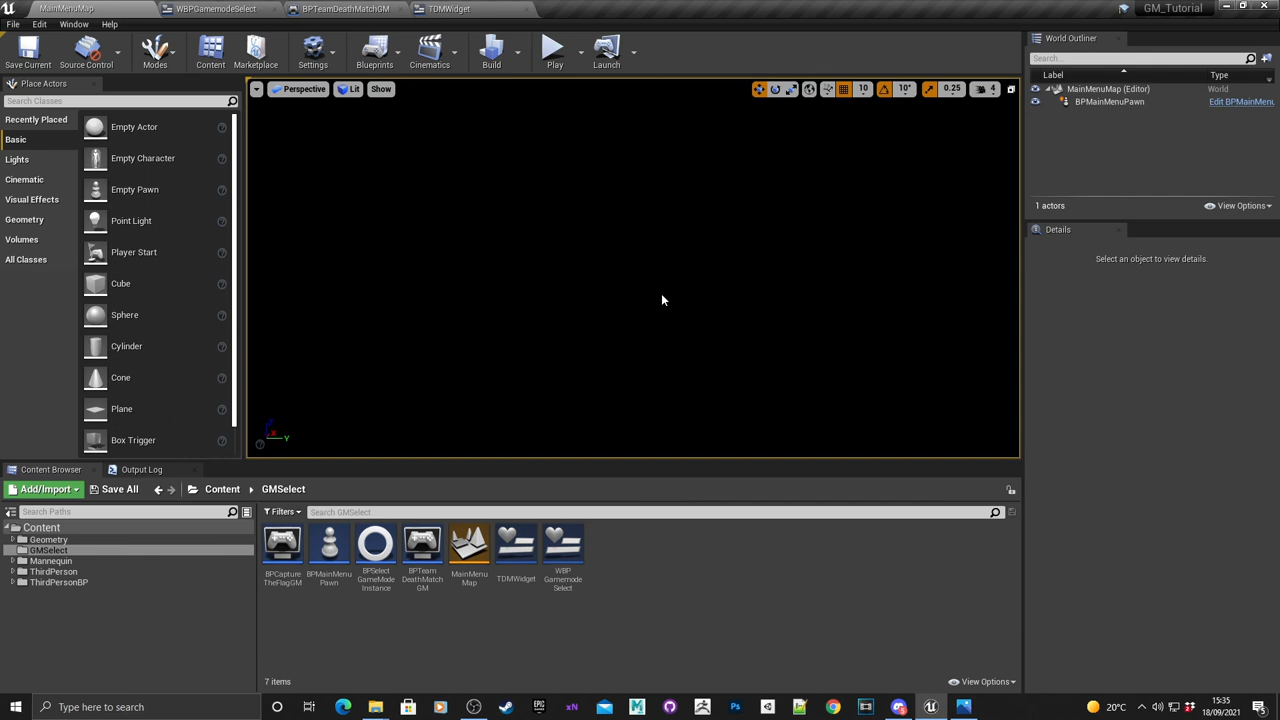 MainMenuMap
WBPGamemodeSelect
BPTeamDeathMatchGM
TDMWidget
GM_Tutorial
File
Edit
Window
Help
Save Current
Source Control
Modes
Content
Marketplace
Settings
Blueprints
Cinematics
Build
Play
Launch
World Outliner
Search...
Label
Type
MainMenuMap (Editor)
World
BPMainMenuPawn
Edit BPMainMenu
1 actors
View Options
Details
Select an object to view details.
Place Actors
Search Classes
Recently Placed
Basic
Lights
Cinematic
Visual Effects
Geometry
Volumes
All Classes
Empty Actor
Empty Character
Empty Pawn
Point Light
Player Start
Cube
Sphere
Cylinder
Cone
Plane
Box Trigger
Perspective
Lit
Show
10
10°
0.25
4
X
Y
Content Browser
Output Log
Add/Import
Save All
Content
GMSelect
Search Paths
Filters
Search GMSelect
Content
Geometry
GMSelect
Mannequin
ThirdPerson
ThirdPersonBP
BPCapture
TheFlagGM
BPMainMenu
Pawn
BPSelect
GameMode
Instance
BPTeam
DeathMatch
GM
MainMenu
Map
TDMWidget
WBP
Gamemode
Select
7 items
View Options
Type here to search
20°C
15:35
18/09/2021